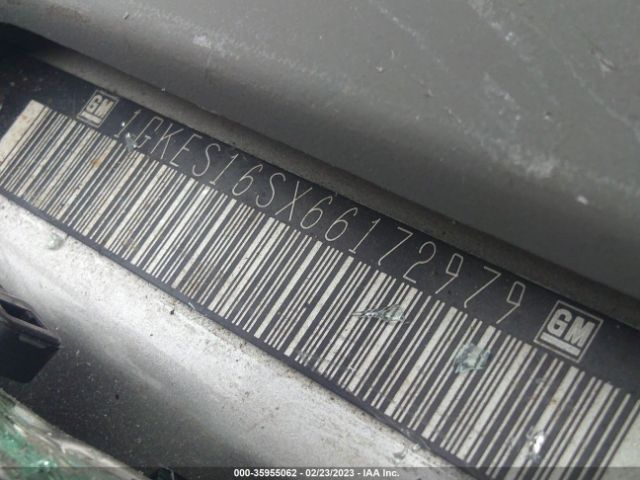 GM 1GKES16SX66172979 GM
000-35955062 - 02/23/2023 - IAA Inc.